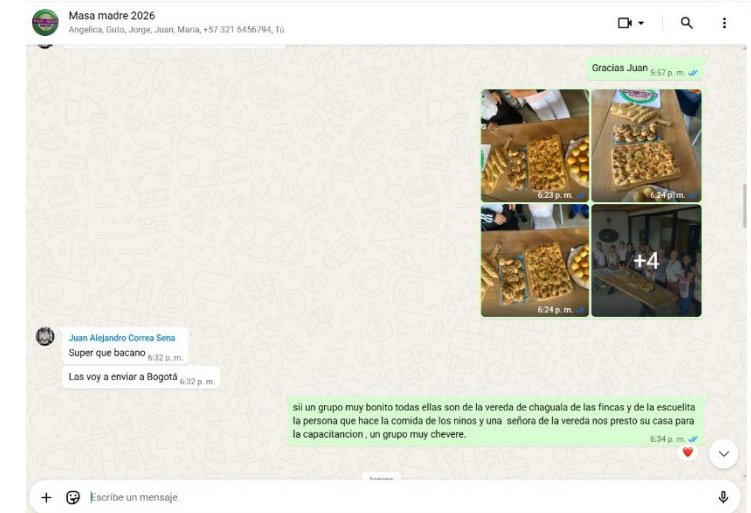 Masa madre 2026
Angelica, Guto, Jorge, Juan, Maria, +57 321 6456794, Tú
Gracias Juan 5:57 p. m.
6:23 p. m.
6:24 p. m.
6:24 p. m.
+4
Juan Alejandro Correa Sena
Super que bacano 6:32 p. m.
Las voy a enviar a Bogotá 6:32 p. m.
sii un grupo muy bonito todas ellas son de la vereda de chaguala de las fincas y de la escuelita
la persona que hace la comida de los ninos y una señora de la vereda nos presto su casa para
la capacitancion , un grupo muy chevere. 6:34 p. m.
Escribe un mensaje